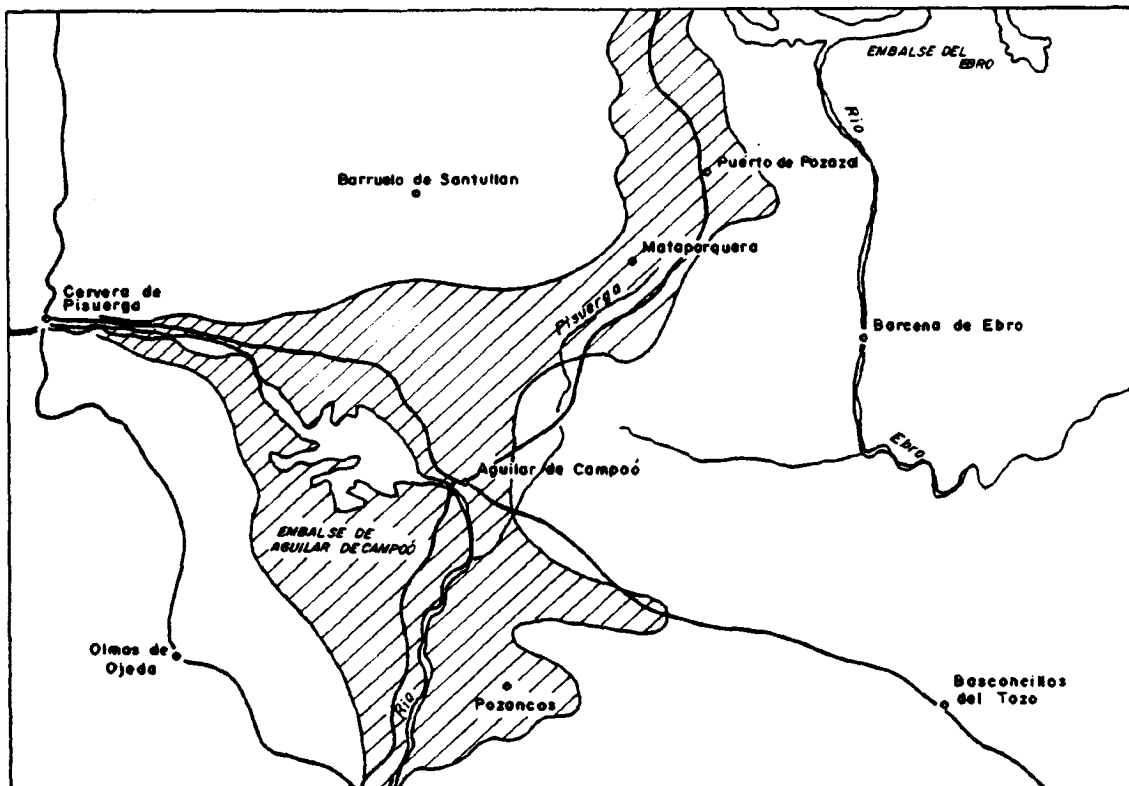 EMBALSE DEL
EBRO
Rio
Puerto de Pozazal
Barruelo de Santullan
Mataporquera
Cervera de
Pisuerga
Pisuerga
Barcena de Ebro
Ebro
Aguilar de Campoó
EMBALSE DE
AGUILAR DE CAMPOÓ
Olmos de
Ojeda
Rio
Pozancos
Basconcillos
del Tozo